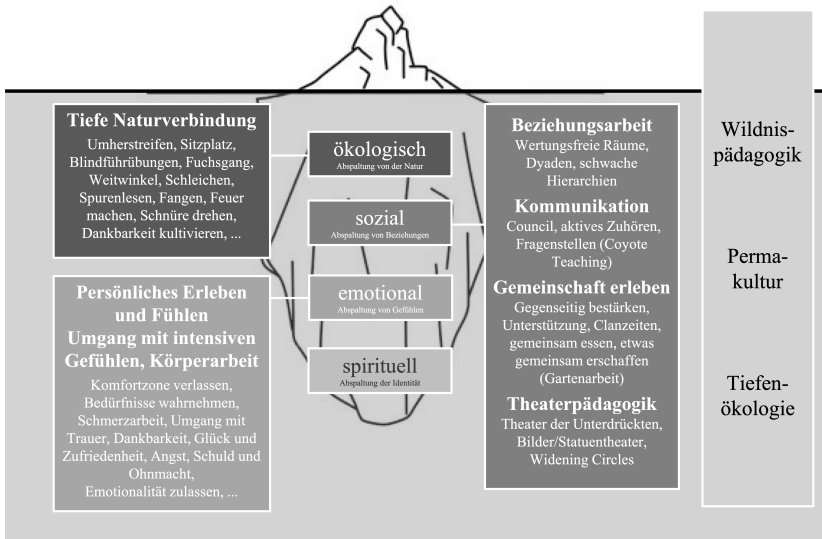 Tiefe Naturverbindung
Umherstreifen, Sitzplatz,
Blindführübungen, Fuchsgang,
Weitwinkel, Schleichen,
Spurenlesen, Fangen, Feuer
machen, Schnüre drehen,
Dankbarkeit kultivieren, ...
Persönliches Erleben
und Fühlen
Umgang mit intensiven
Gefühlen, Körperarbeit
Komfortzone verlassen,
Bedürfnisse wahrnehmen,
Schmerzarbeit, Umgang mit
Trauer, Dankbarkeit, Glück und
Zufriedenheit, Angst, Schuld und
Ohnmacht,
Emotionalität zulassen, ...
ökologisch
Abspaltung von der Natur
sozial
Abspaltung von Beziehungen
emotional
Abspaltung von Gefühlen
spirituell
Abspaltung der Identität
Beziehungsarbeit
Wertungsfreie Räume,
Dyaden, schwache
Hierarchien
Kommunikation
Council, aktives Zuhören,
Fragenstellen (Coyote
Teaching)
Gemeinschaft erleben
Gegenseitig bestärken,
Unterstützung, Clanzeiten,
gemeinsam essen, etwas
gemeinsam erschaffen
(Gartenarbeit)
Theaterpädagogik
Theater der Unterdrückten,
Bilder/Statuentheater,
Widening Circles
Wildnis-
pädagogik
Perma-
kultur
Tiefen-
ökologie